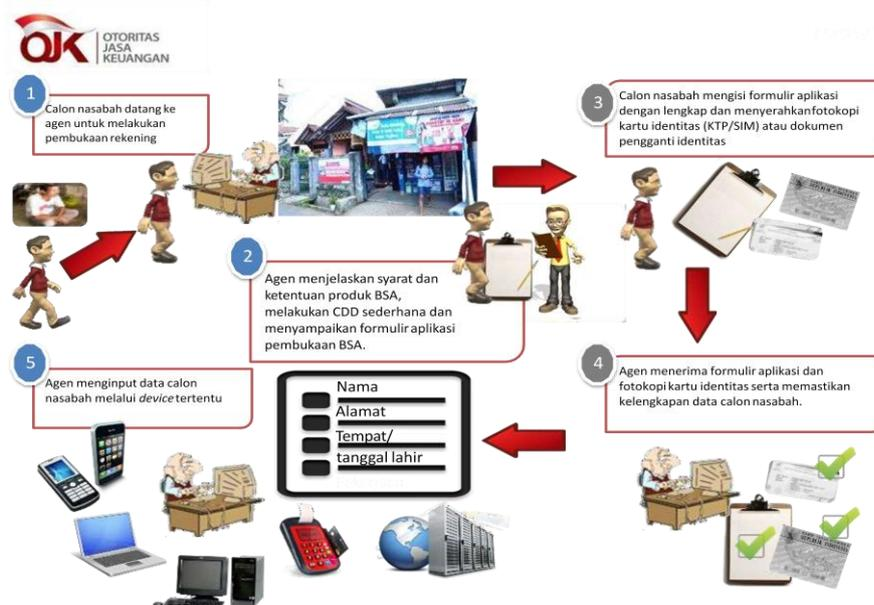 OJK
OTORITAS
JASA
KEUANGAN
1
Calon nasabah datang ke
agen untuk melakukan
pembukaan rekening
2
Agen menjelaskan syarat dan
ketentuan produk BSA,
melakukan CDD sederhana dan
menyampaikan formulir aplikasi
pembukaan BSA.
3
Calon nasabah mengisi formulir aplikasi
dengan lengkap dan menyerahkanfotokopi
kartu identitas (KTP/SIM) atau dokumen
pengganti identitas
4
Agen menerima formulir aplikasi dan
fotokopi kartu identitas serta memastikan
kelengkapan data calon nasabah.
5
Agen menginput data calon
nasabah melalui device tertentu
Nama
Alamat
Tempat/
tanggal lahir